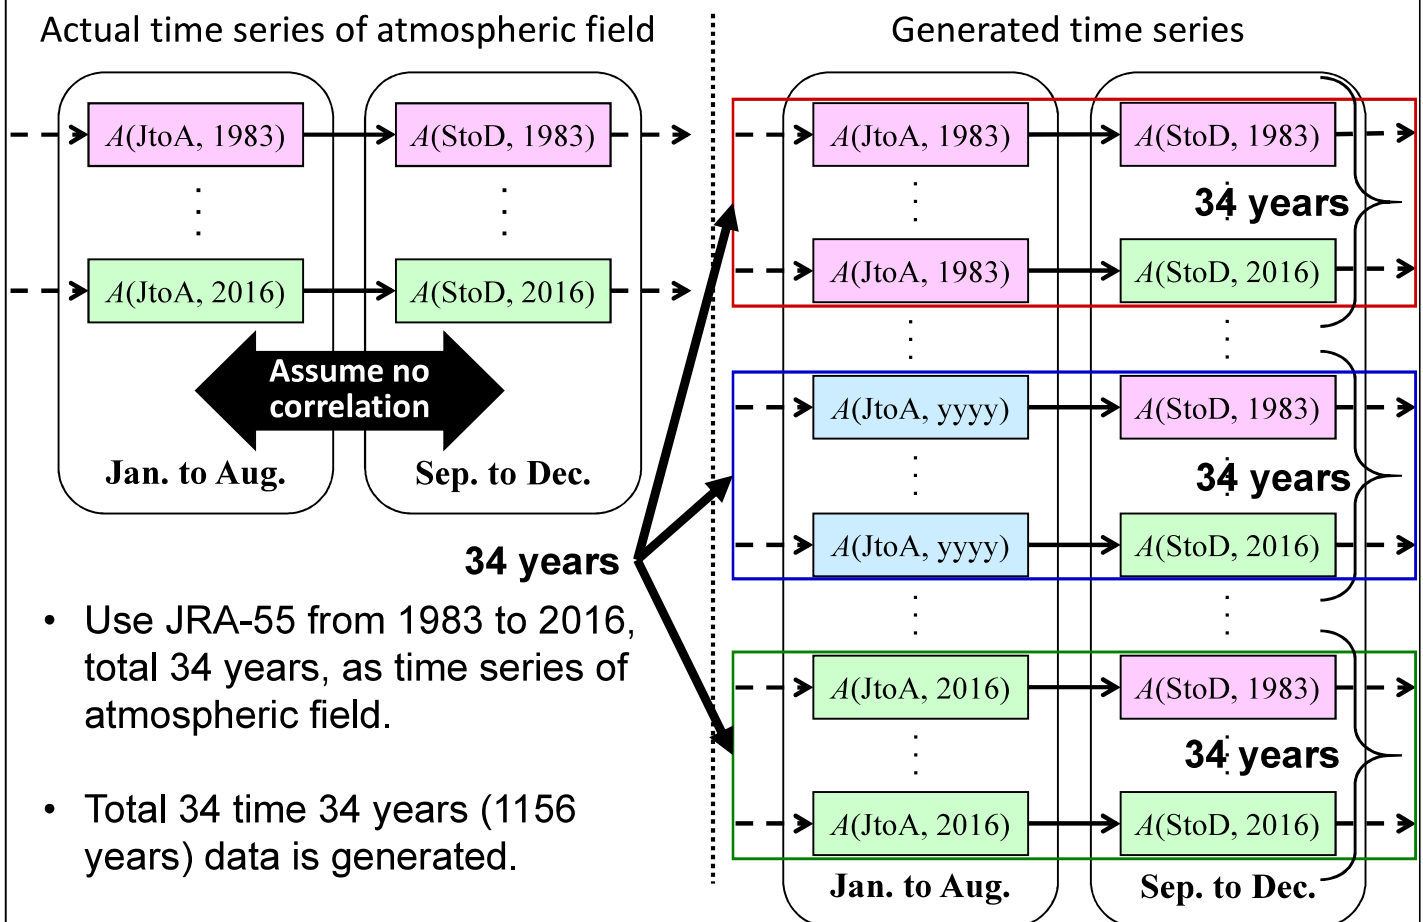 Actual time series of atmospheric field
A(JtoA, 1983)
A(StoD, 1983)
A(JtoA, 2016)
A(StoD, 2016)
Assume no
correlation
Jan. to Aug.
Sep. to Dec.
34 years
• Use JRA-55 from 1983 to 2016,
total 34 years, as time series of
atmospheric field.
• Total 34 time 34 years (1156
years) data is generated.
Generated time series
A(JtoA, 1983)
A(StoD, 1983)
34 years
A(JtoA, 1983)
A(StoD, 2016)
A(JtoA, yyyy)
A(StoD, 1983)
34 years
A(JtoA, yyyy)
A(StoD, 2016)
A(JtoA, 2016)
A(StoD, 1983)
34 years
A(JtoA, 2016)
A(StoD, 2016)
Jan. to Aug.
Sep. to Dec.